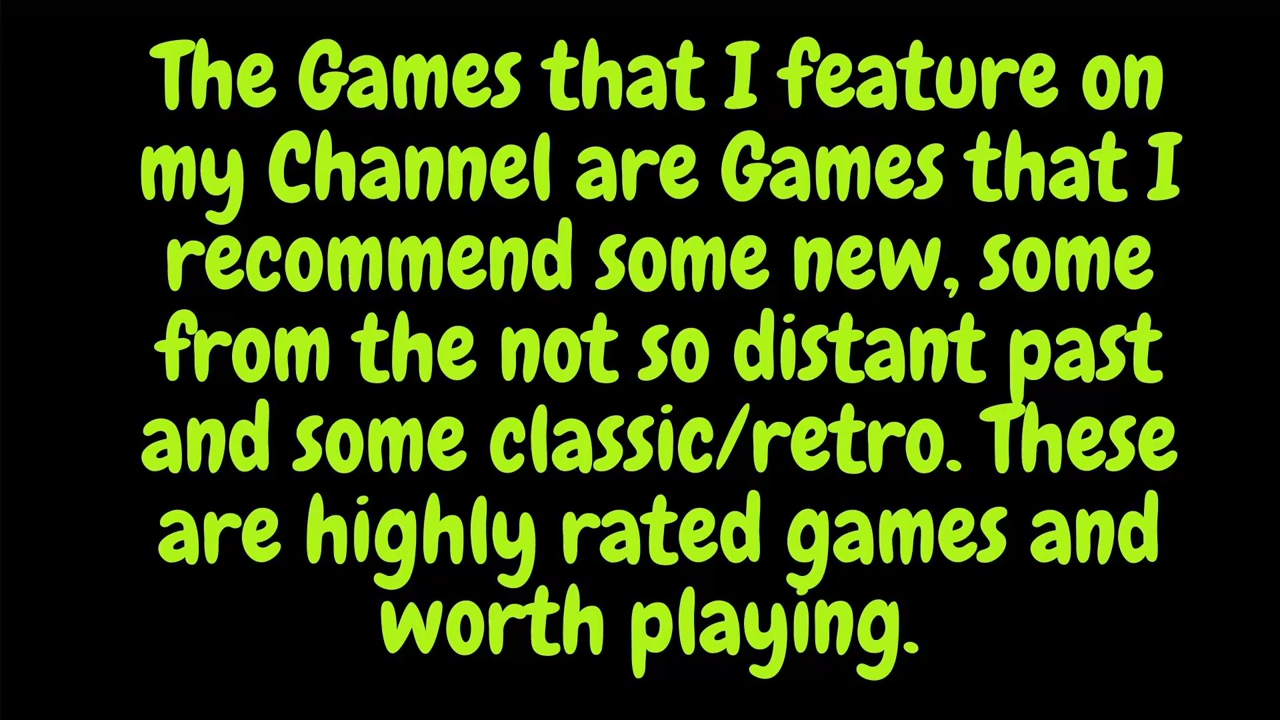 The Games that I feature on
my Channel are Games that I
recommend some new, some
from the not so distant past
and some classic/retro. These
are highly rated games and
worth playing.